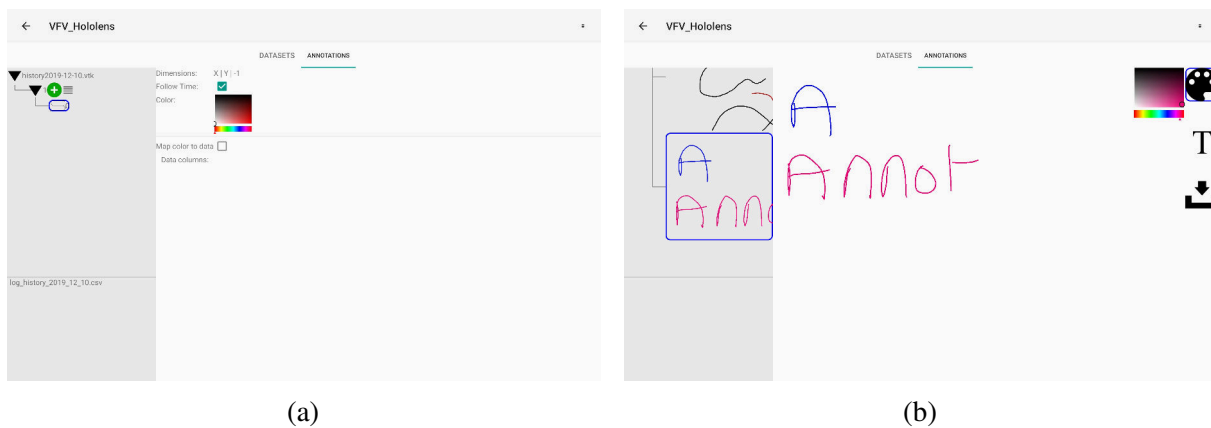 VFV_Hololens
DATASETS ANNOTATIONS
history2019-12-10.vtk
Dimensions: X | Y | -1
Follow Time:
Color:
Map color to data
Data columns:
log_history_2019_12_10.csv
(a)
VFV_Hololens
DATASETS ANNOTATIONS
A
Anno
A
Annot
T
(b)